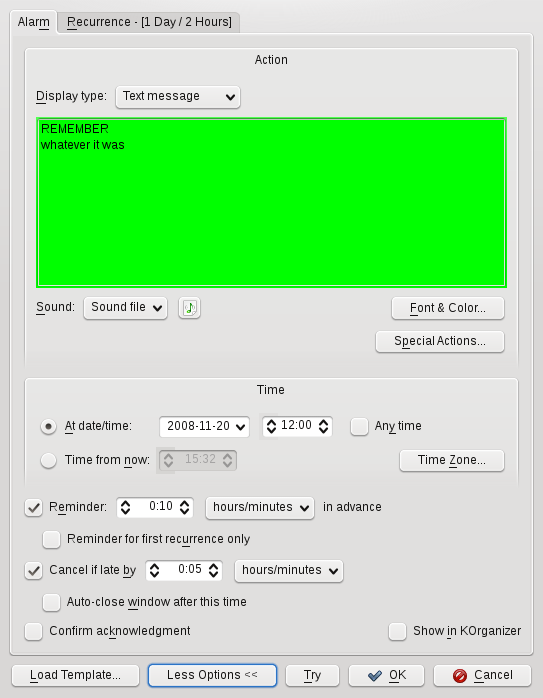 Alarm Recurrence - [1 Day / 2 Hours]
Action
Display type: Text message
REMEMBER
whatever it was
Sound: Sound file Font & Color...
Special Actions...
Time
At date/time: 2008-11-20 12:00 Any time
Time from now: 15:32 Time Zone...
Reminder: 0:10 hours/minutes in advance
Reminder for first recurrence only
Cancel if late by 0:05 hours/minutes
Auto-close window after this time
Confirm acknowledgment Show in KOrganizer
Load Template... Less Options << Try OK Cancel